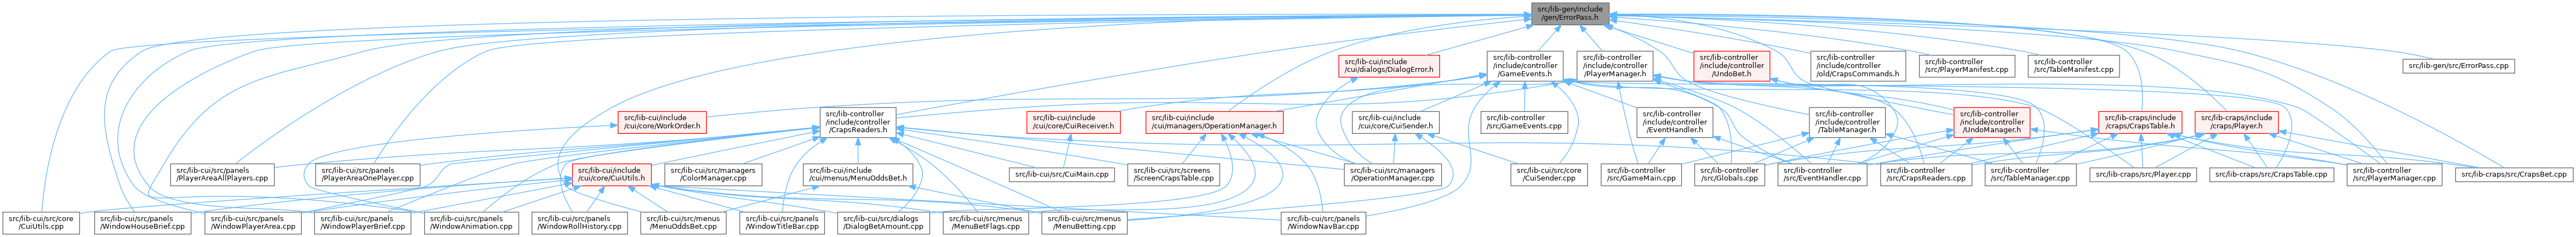 src/lib-gen/include
/gen/ErrorPass.h
src/lib-cui/include
/cui/dialogs/DialogError.h
src/lib-controller
/include/controller
/GameEvents.h
src/lib-controller
/include/controller
/PlayerManager.h
src/lib-controller
/include/controller
/UndoBet.h
src/lib-controller
/include/controller
/old/CrapsCommands.h
src/lib-controller
/src/PlayerManifest.cpp
src/lib-controller
/src/TableManifest.cpp
src/lib-gen/src/ErrorPass.cpp
src/lib-cui/include
/cui/core/WorkOrder.h
src/lib-controller
/include/controller
/CrapsReaders.h
src/lib-cui/include
/cui/core/CuiReceiver.h
src/lib-cui/include
/cui/managers/OperationManager.h
src/lib-cui/include
/cui/core/CuiSender.h
src/lib-controller
/src/GameEvents.cpp
src/lib-controller
/include/controller
/EventHandler.h
src/lib-controller
/include/controller
/TableManager.h
src/lib-controller
/include/controller
/UndoManager.h
src/lib-craps/include
/craps/CrapsTable.h
src/lib-craps/include
/craps/Player.h
src/lib-cui/src/panels
/PlayerAreaAllPlayers.cpp
src/lib-cui/src/panels
/PlayerAreaOnePlayer.cpp
src/lib-cui/include
/cui/core/CuiUtils.h
src/lib-cui/src/managers
/ColorManager.cpp
src/lib-cui/include
/cui/menus/MenuOddsBet.h
src/lib-cui/src/CuiMain.cpp
src/lib-cui/src/screens
/ScreenCrapsTable.cpp
src/lib-cui/src/managers
/OperationManager.cpp
src/lib-cui/src/core
/CuiSender.cpp
src/lib-controller
/src/GameMain.cpp
src/lib-controller
/src/Globals.cpp
src/lib-controller
/src/EventHandler.cpp
src/lib-controller
/src/CrapsReaders.cpp
src/lib-controller
/src/TableManager.cpp
src/lib-craps/src/Player.cpp
src/lib-craps/src/CrapsTable.cpp
src/lib-controller
/src/PlayerManager.cpp
src/lib-craps/src/CrapsBet.cpp
src/lib-cui/src/core
/CuiUtils.cpp
src/lib-cui/src/panels
/WindowHouseBrief.cpp
src/lib-cui/src/panels
/WindowPlayerArea.cpp
src/lib-cui/src/panels
/WindowPlayerBrief.cpp
src/lib-cui/src/panels
/WindowAnimation.cpp
src/lib-cui/src/panels
/WindowRollHistory.cpp
src/lib-cui/src/menus
/MenuOddsBet.cpp
src/lib-cui/src/panels
/WindowTitleBar.cpp
src/lib-cui/src/dialogs
/DialogBetAmount.cpp
src/lib-cui/src/menus
/MenuBetFlags.cpp
src/lib-cui/src/menus
/MenuBetting.cpp
src/lib-cui/src/panels
/WindowNavBar.cpp